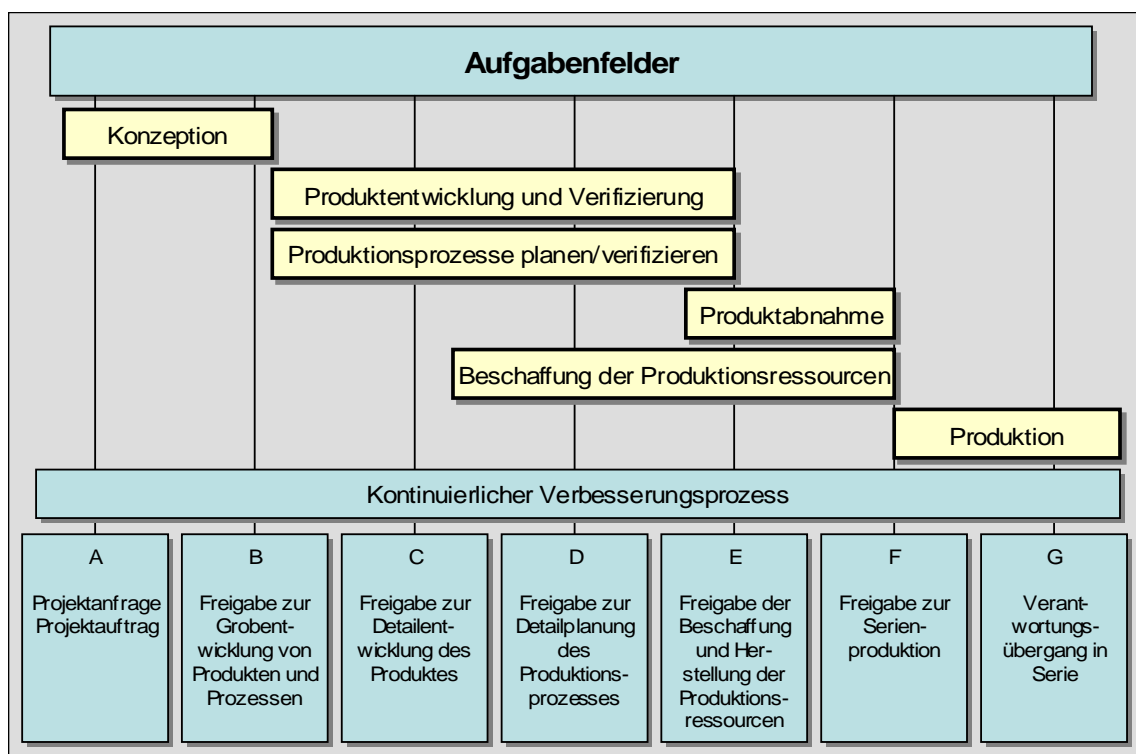 Aufgabenfelder
Konzeption
Produktentwicklung und Verifizierung
Produktionsprozesse planen/verifizieren
Produktabnahme
Beschaffung der Produktionsressourcen
Produktion
Kontinuierlicher Verbesserungsprozess
A
Projektanfrage
Projektauftrag
B
Freigabe zur
Grobent-
wicklung von
Produkten und
Prozessen
C
Freigabe zur
Detailent-
wicklung des
Produktes
D
Freigabe zur
Detailplanung
des
Produktions-
prozesses
E
Freigabe der
Beschaffung
und Her-
stellung der
Produktions-
ressourcen
F
Freigabe zur
Serien-
produktion
G
Verant-
wortungs-
übergang in
Serie